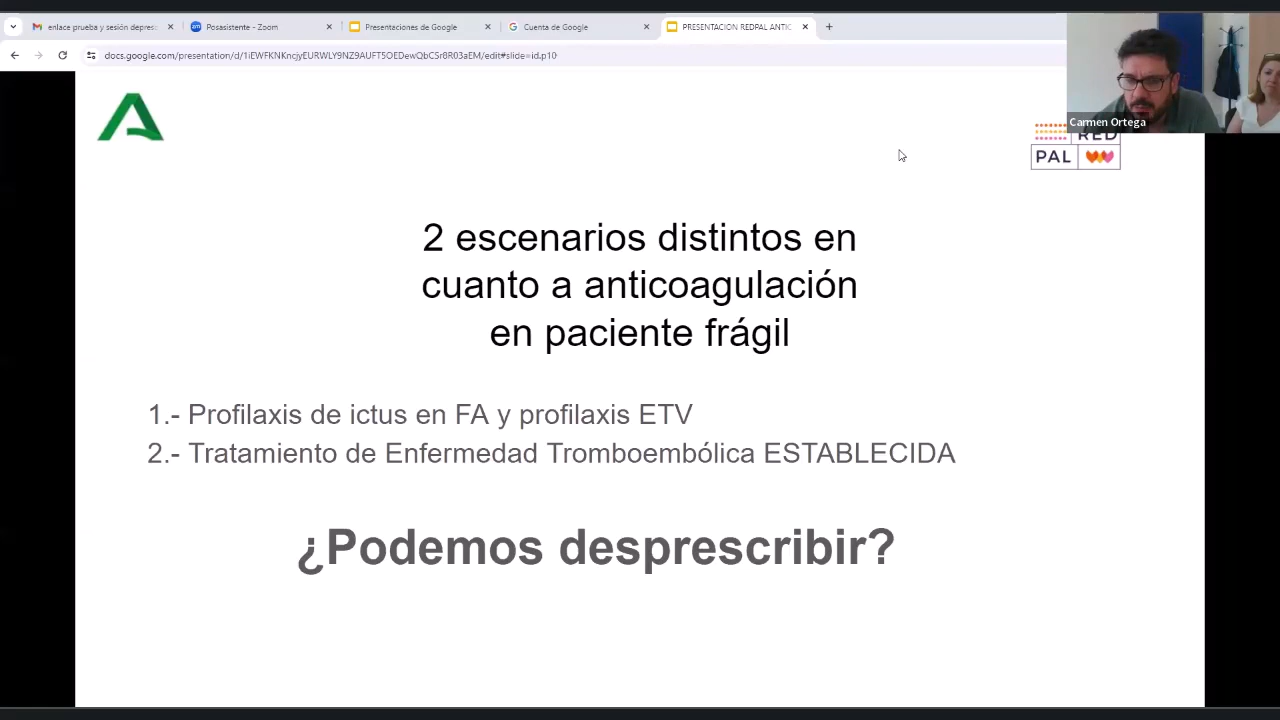 enlace prueba y sesión depres
Posasistente - Zoom
Presentaciones de Google
Cuenta de Google
PRESENTACION REDPAL ANTIC
docs.google.com/presentation/d/1iEWFKNKncjyEURWLY9NZ9AUFT5OEDewQbCSr8R03aEM/edit#slide=id.p10
Carmen Ortega
RED
PAL
2 escenarios distintos en
cuanto a anticoagulación
en paciente frágil
1.- Profilaxis de ictus en FA y profilaxis ETV
2.- Tratamiento de Enfermedad Tromboembólica ESTABLECIDA
¿Podemos desprescribir?